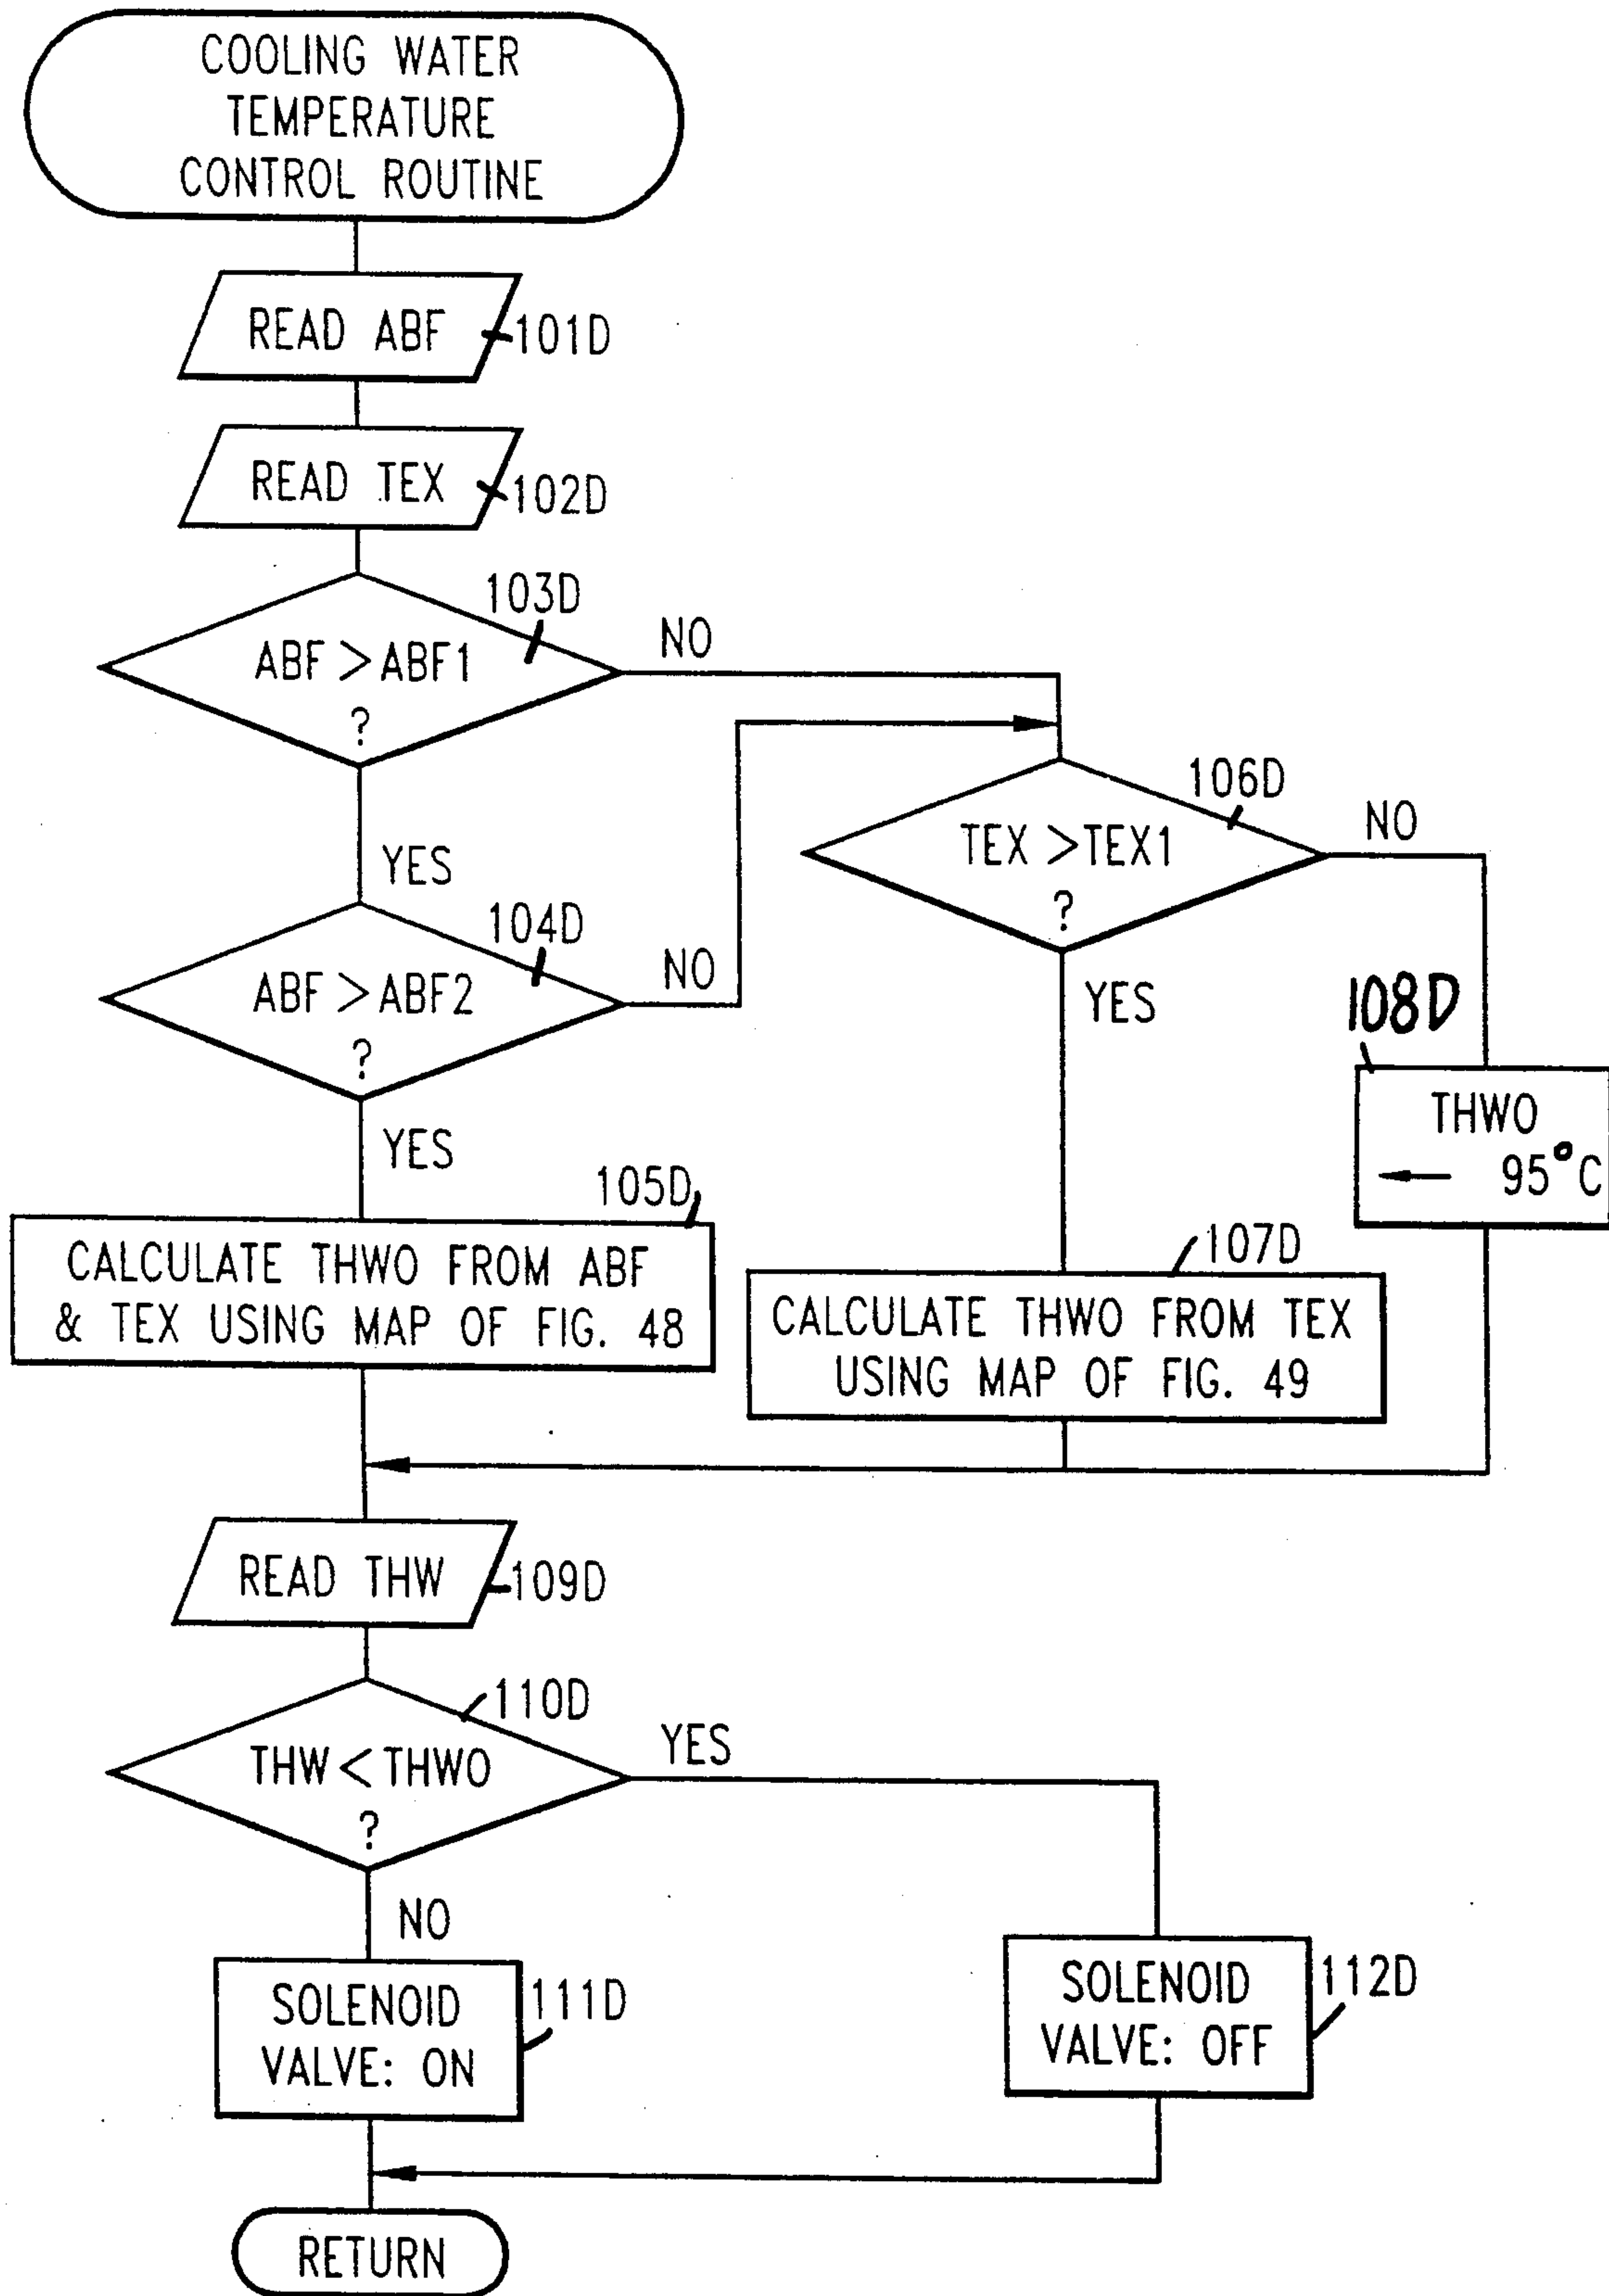 COOLING WATER
TEMPERATURE
CONTROL ROUTINE
READ ABF
101D
READ TEX
102D
103D
ABF > ABF1
?
NO
YES
104D
ABF > ABF2
?
NO
YES
106D
TEX > TEX1
?
NO
YES
108D
THWO
← 95°C
105D
CALCULATE THWO FROM ABF
& TEX USING MAP OF FIG. 48
107D
CALCULATE THWO FROM TEX
USING MAP OF FIG. 49
READ THW
109D
110D
THW < THWO
?
YES
NO
SOLENOID
VALVE: ON
111D
SOLENOID
VALVE: OFF
112D
RETURN